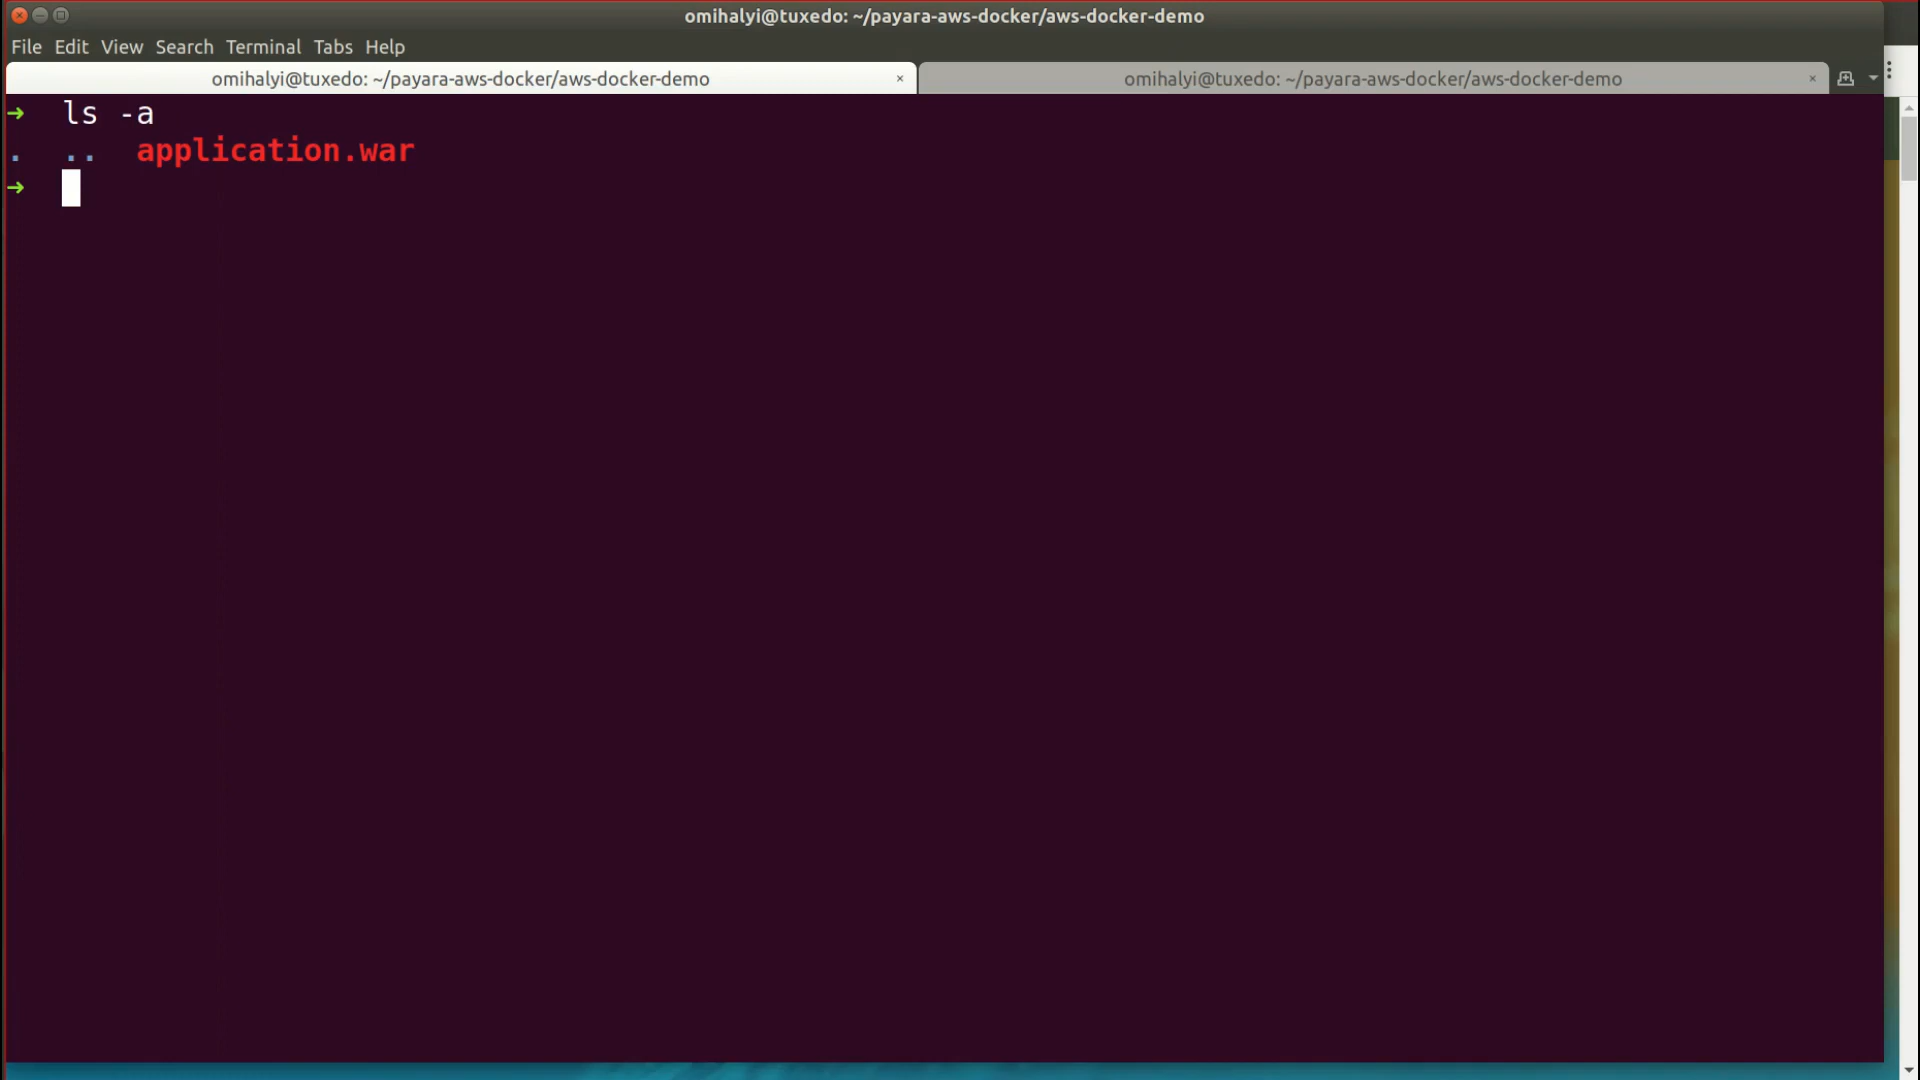 omihalyi@tuxedo: ~/payara-aws-docker/aws-docker-demo
File Edit View Search Terminal Tabs Help
omihalyi@tuxedo: ~/payara-aws-docker/aws-docker-demo × omihalyi@tuxedo: ~/payara-aws-docker/aws-docker-demo ×
➜ ls -a
. .. application.war
➜